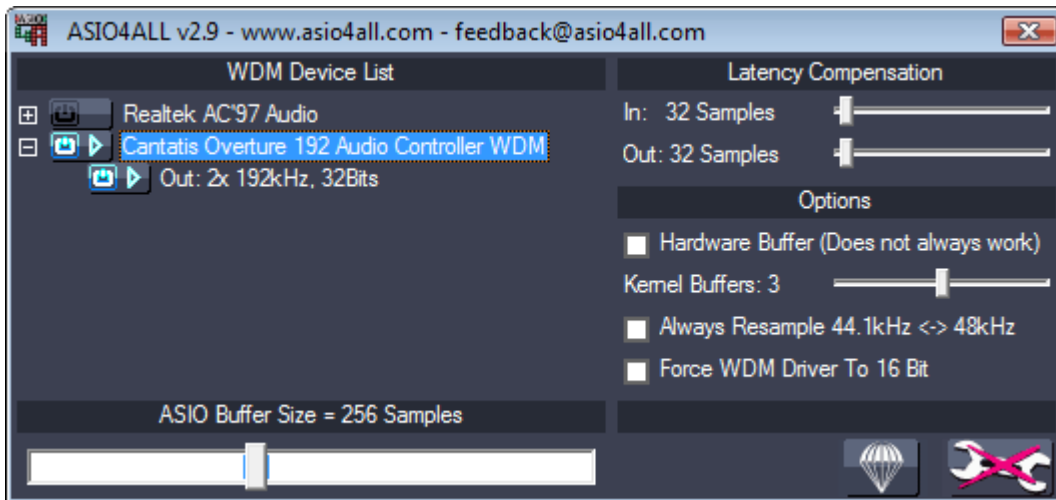 ASIO4ALL v2.9 - www.asio4all.com - feedback@asio4all.com
WDM Device List
Realtek AC'97 Audio
Cantatis Overture 192 Audio Controller WDM
Out: 2x 192kHz, 32Bits
ASIO Buffer Size = 256 Samples
Latency Compensation
In: 32 Samples
Out: 32 Samples
Options
Hardware Buffer (Does not always work)
Kernel Buffers: 3
Always Resample 44.1kHz <-> 48kHz
Force WDM Driver To 16 Bit